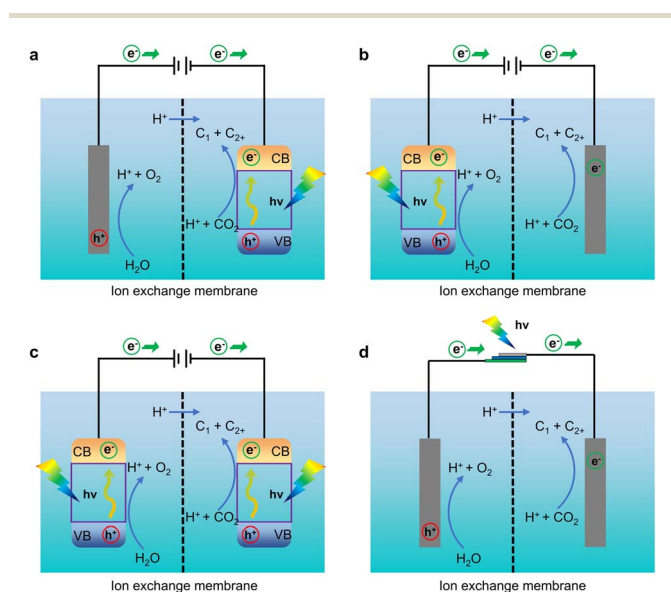 a
e⁻ e⁻
H⁺
C₁ + C₂₊
CB e⁻
H⁺ + O₂
hv
H⁺ + CO₂
h⁺
h⁺ VB
H₂O
Ion exchange membrane
b
e⁻ e⁻
H⁺
C₁ + C₂₊
CB e⁻
e⁻
H⁺ + O₂
hv
H⁺ + CO₂
VB h⁺
H₂O
Ion exchange membrane
c
e⁻ e⁻
H⁺
C₁ + C₂₊
CB e⁻
e⁻ CB
H⁺ + O₂
hv
hv
H⁺ + CO₂
VB h⁺
h⁺ VB
H₂O
Ion exchange membrane
d
hv
e⁻ e⁻
H⁺
C₁ + C₂₊
e⁻
H⁺ + O₂
H⁺ + CO₂
h⁺
H₂O
Ion exchange membrane